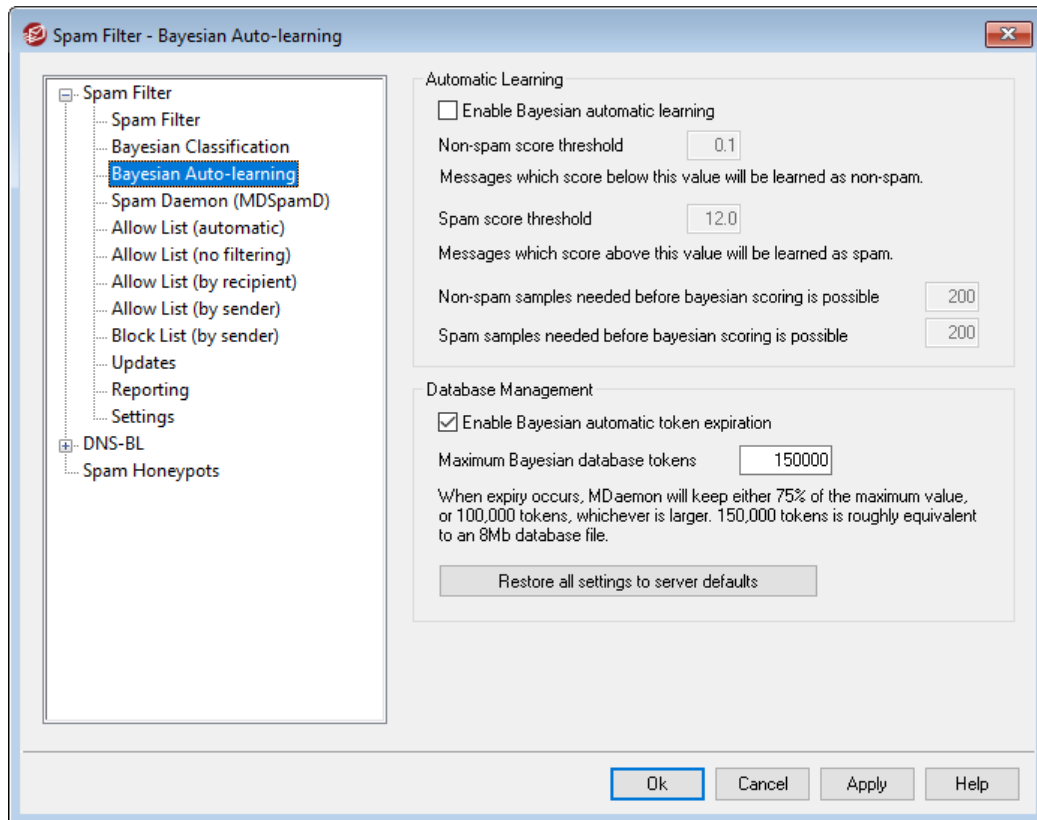 Spam Filter - Bayesian Auto-learning
Spam Filter
Spam Filter
Bayesian Classification
Bayesian Auto-learning
Spam Daemon (MDSpamD)
Allow List (automatic)
Allow List (no filtering)
Allow List (by recipient)
Allow List (by sender)
Block List (by sender)
Updates
Reporting
Settings
DNS-BL
Spam Honeypots
Automatic Learning
Enable Bayesian automatic learning
Non-spam score threshold 0.1
Messages which score below this value will be learned as non-spam.
Spam score threshold 12.0
Messages which score above this value will be learned as spam.
Non-spam samples needed before bayesian scoring is possible 200
Spam samples needed before bayesian scoring is possible 200
Database Management
Enable Bayesian automatic token expiration
Maximum Bayesian database tokens 150000
When expiry occurs, MDaemon will keep either 75% of the maximum value,
or 100,000 tokens, whichever is larger. 150,000 tokens is roughly equivalent
to an 8Mb database file.
Restore all settings to server defaults
Ok Cancel Apply Help